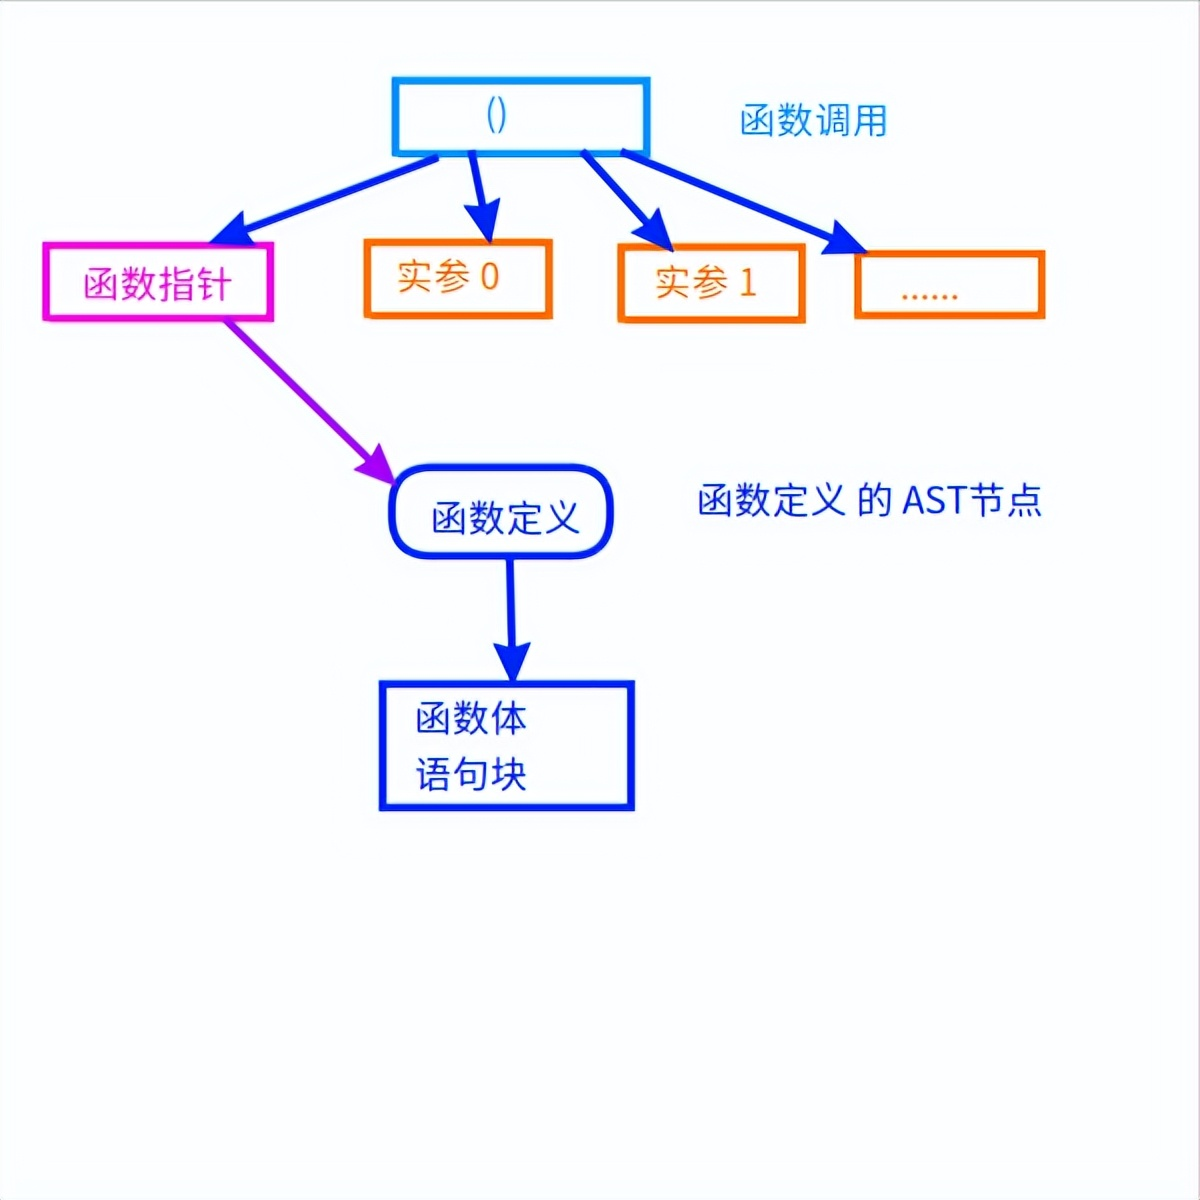 ()
函数调用
函数指针
实参 0
实参 1
......
函数定义
函数定义 的 AST节点
函数体
语句块